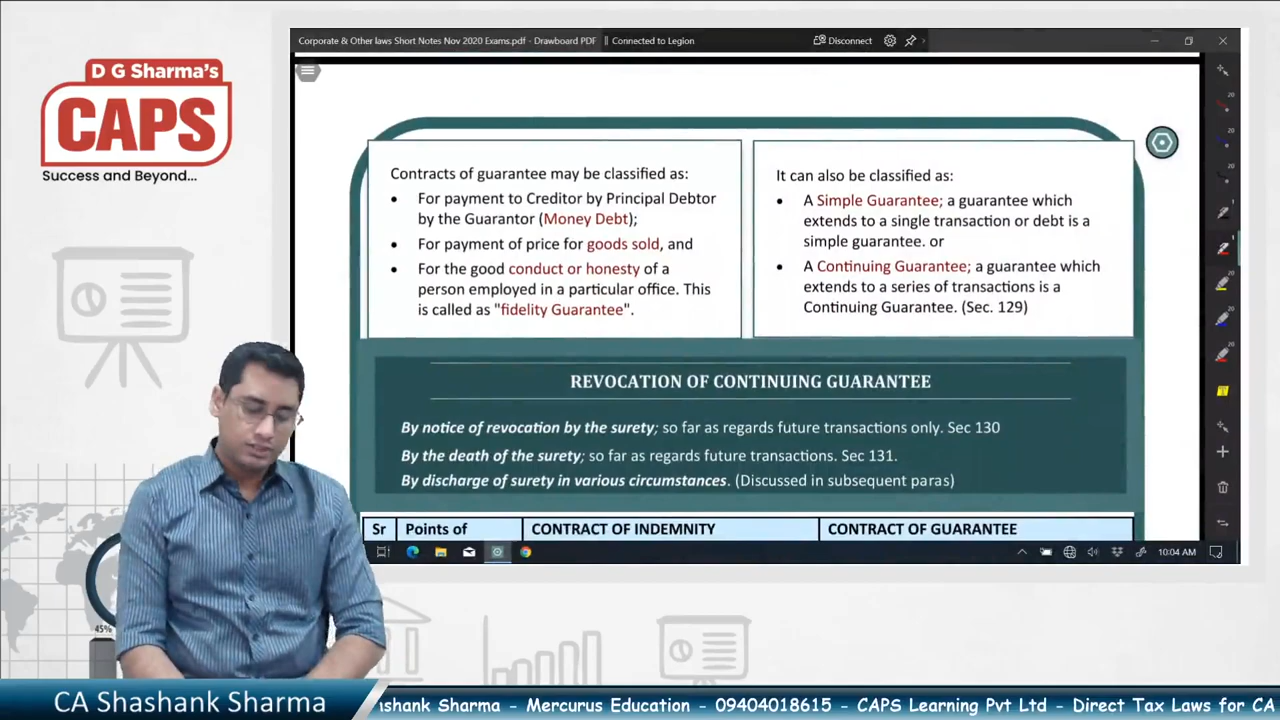 D G Sharma's
CAPS
Success and Beyond...
Corporate & Other laws Short Notes Nov 2020 Exams.pdf - Drawboard PDF
Connected to Legion
Disconnect
Contracts of guarantee may be classified as:
• For payment to Creditor by Principal Debtor
by the Guarantor (Money Debt);
• For payment of price for goods sold, and
• For the good conduct or honesty of a
person employed in a particular office. This
is called as "fidelity Guarantee".
It can also be classified as:
• A Simple Guarantee; a guarantee which
extends to a single transaction or debt is a
simple guarantee. or
• A Continuing Guarantee; a guarantee which
extends to a series of transactions is a
Continuing Guarantee. (Sec. 129)
REVOCATION OF CONTINUING GUARANTEE
By notice of revocation by the surety; so far as regards future transactions only. Sec 130
By the death of the surety; so far as regards future transactions. Sec 131.
By discharge of surety in various circumstances. (Discussed in subsequent paras)
Sr Points of CONTRACT OF INDEMNITY CONTRACT OF GUARANTEE
10:04 AM
45%
CA Shashank Sharma
ashank Sharma - Mercurus Education - 09404018615 - CAPS Learning Pvt Ltd - Direct Tax Laws for CA